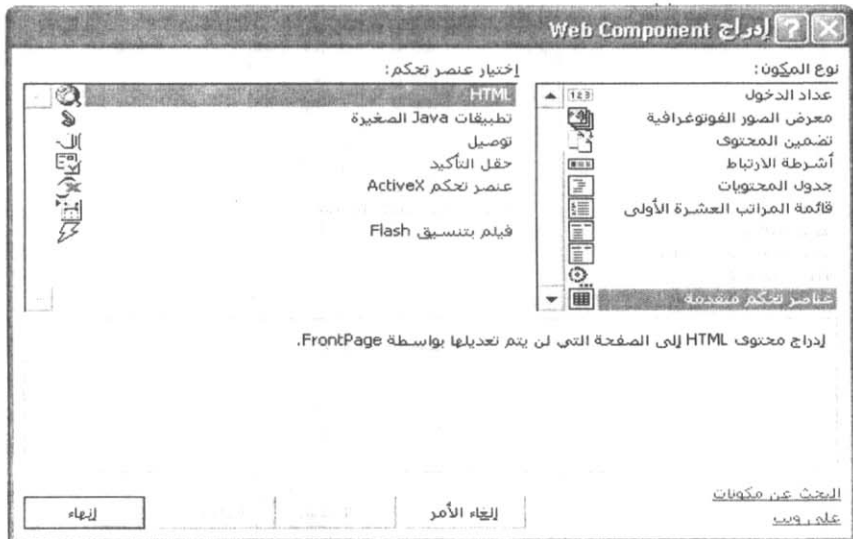 إدراج Web Component
نوع المكون:
عداد الدخول
معرض الصور الفوتوغرافية
تضمين المحتوى
أشرطة الارتباط
جدول المحتويات
قائمة المراتب العشرة الأولى
عناصر تحكم متقدمة
إختيار عنصر تحكم:
HTML
تطبيقات Java الصغيرة
توصيل
حقل التأكيد
عنصر تحكم ActiveX
فيلم بتنسيق Flash
إدراج محتوى HTML إلى الصفحة التي لن يتم تعديلها بواسطة FrontPage.
البحث عن مكونات
على ويب
إلغاء الأمر
إنهاء